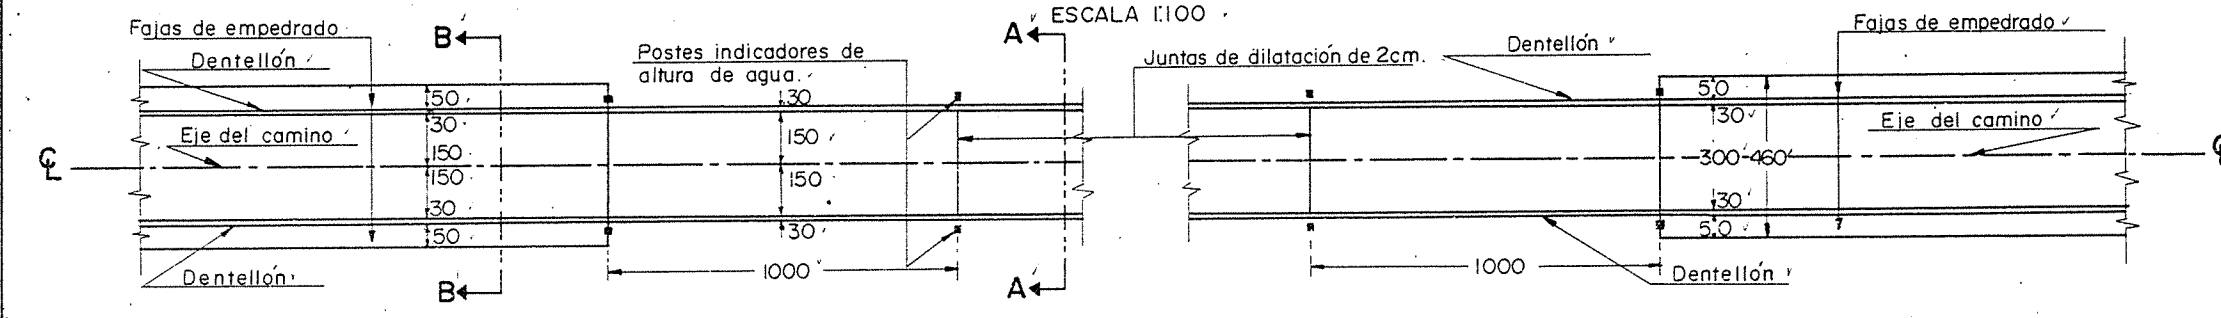 ESCALA 1:100
Fajas de empedrado
Dentellón
B
Postes indicadores de
altura de agua.
A
Juntas de dilatación de 2cm.
Dentellón
Fajas de empedrado
50
30
150
150
30
50
Eje del camino
30
150
150
30
5.0
30
300
460
30
5.0
Eje del camino
℄
℄
1000
1000
Dentellón
B
A
Dentellón